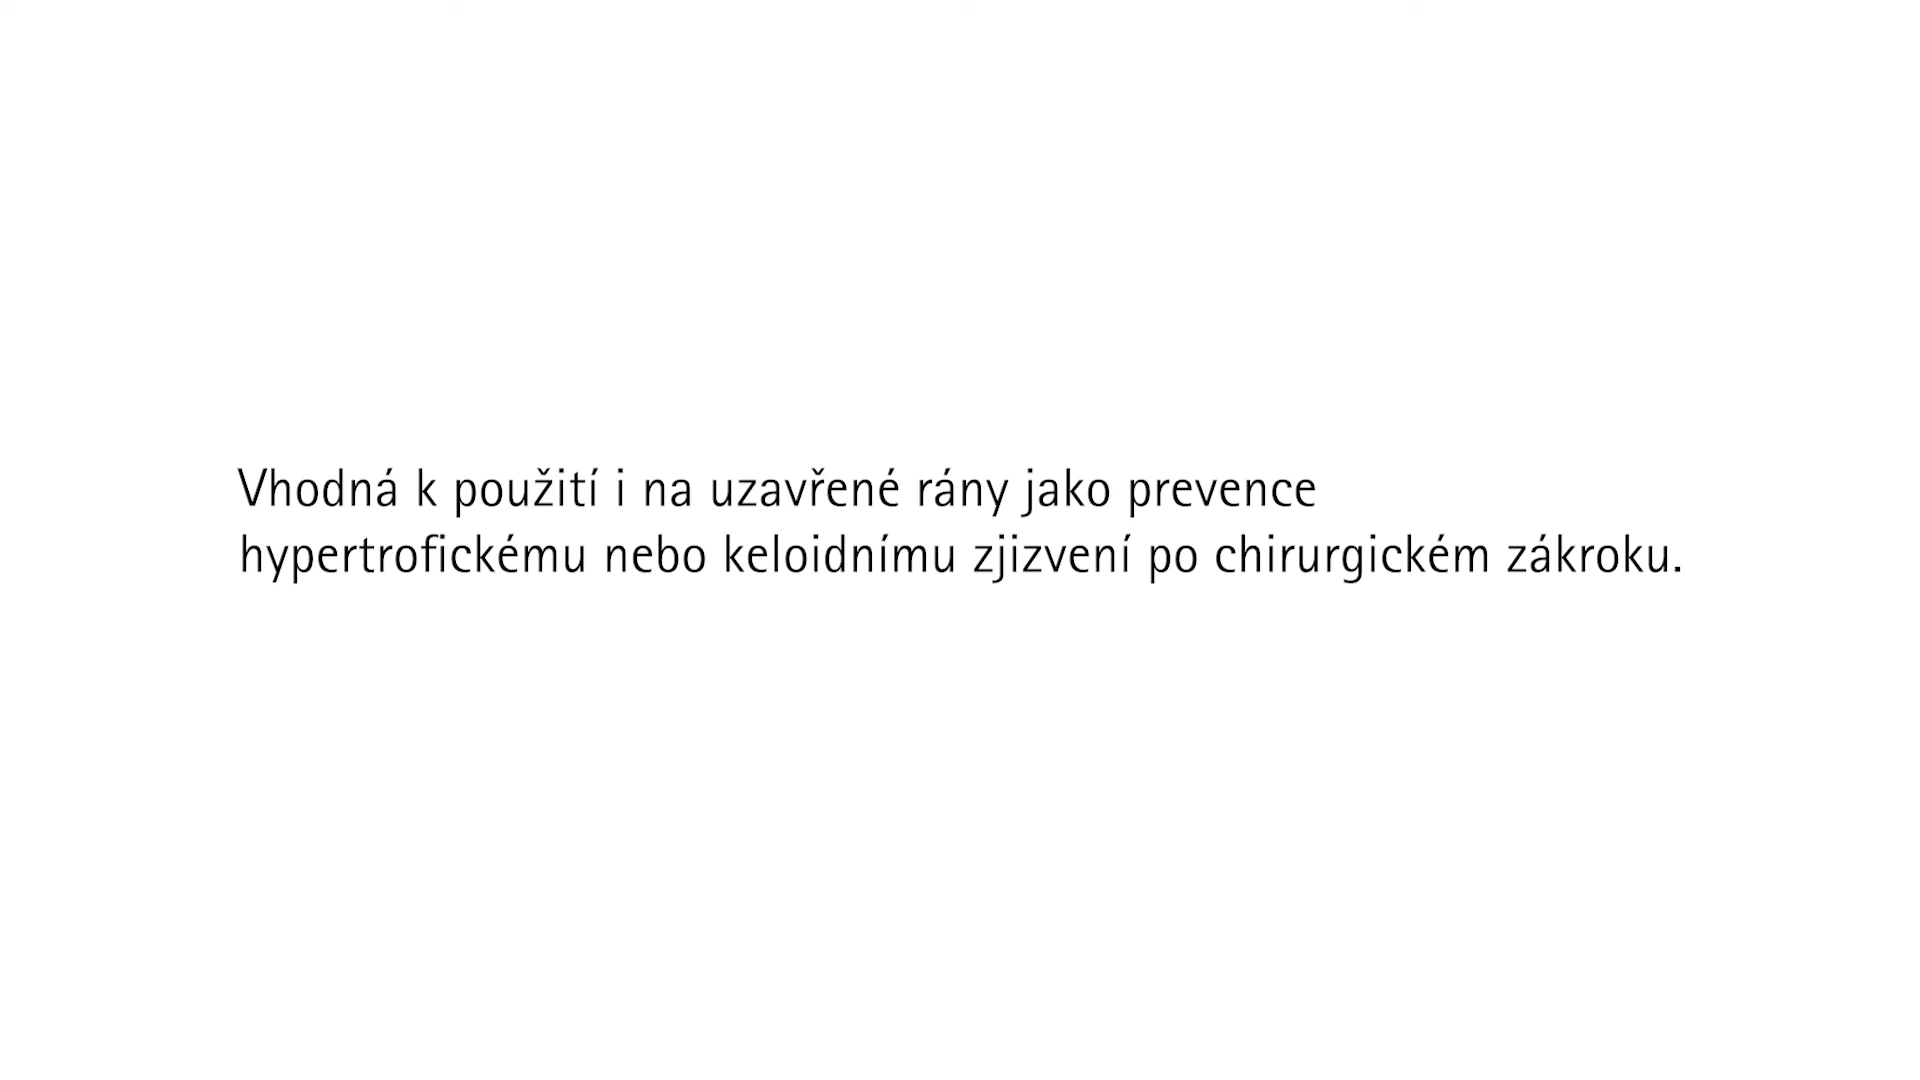 Vhodná k použití i na uzavřené rány jako prevence
hypertrofickému nebo keloidnímu zjizvení po chirurgickém zákroku.